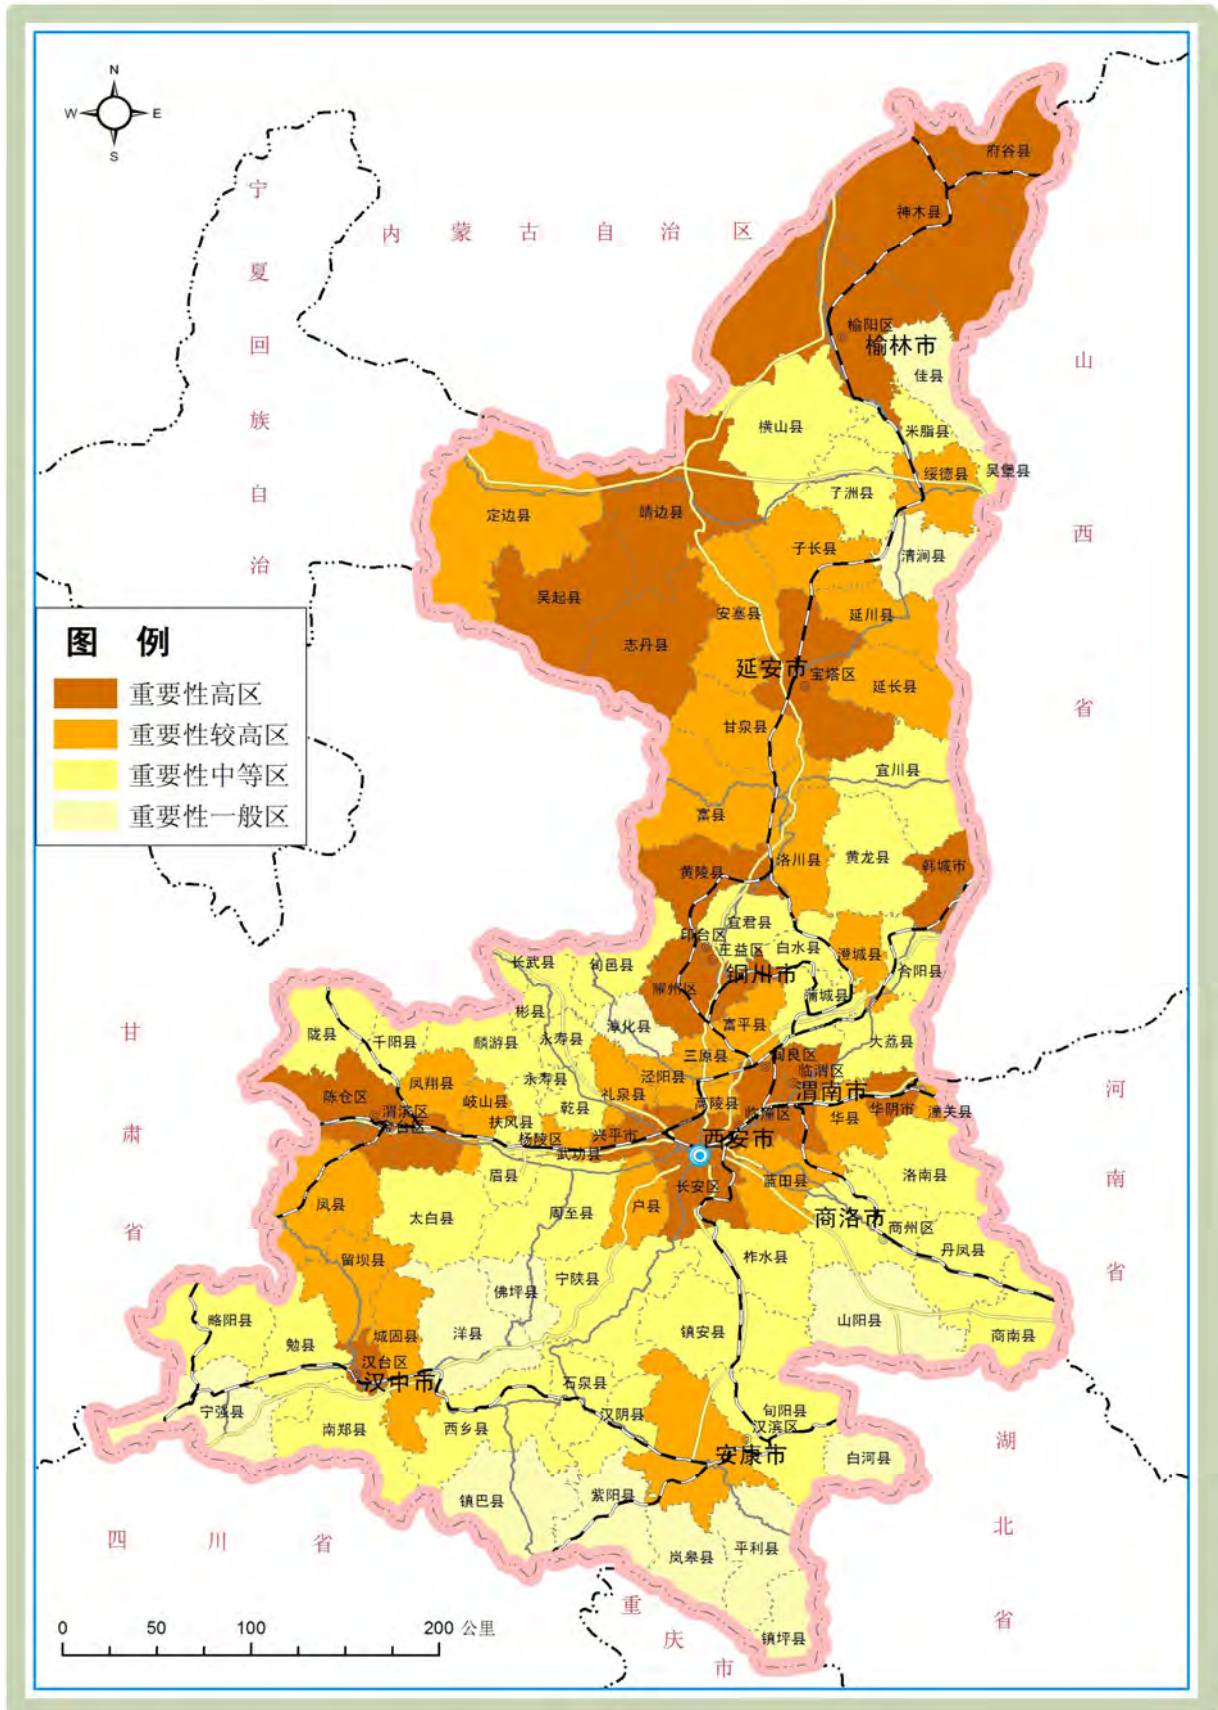 N
W E
S
宁夏回族自治
内蒙古自治区
山西省
甘肃省
河南省
湖北省
四川省
重庆市
府谷县
神木县
榆阳区
榆林市
佳县
横山县
米脂县
绥德县
吴堡县
子洲县
定边县
靖边县
子长县
清涧县
吴起县
安塞县
延川县
志丹县
延安市
宝塔区
延长县
甘泉县
宜川县
富县
洛川县
黄龙县
韩城市
黄陵县
宜君县
印台区
王益区
白水县
澄城县
合阳县
铜川市
长武县
旬邑县
耀州区
蒲城县
彬县
淳化县
富平县
陇县
千阳县
麟游县
永寿县
大荔县
三原县
阎良区
临渭区
渭南市
永寿县
泾阳县
礼泉县
陈仓区
凤翔县
岐山县
乾县
高陵县
临潼区
华县
华阴市
潼关县
渭滨区
金台区
扶风县
杨陵区
兴平市
武功县
西安市
眉县
长安区
蓝田县
洛南县
凤县
太白县
周至县
户县
商洛市
商州区
丹凤县
留坝县
佛坪县
宁陕县
柞水县
略阳县
勉县
城固县
洋县
镇安县
山阳县
商南县
汉台区
汉中市
石泉县
宁强县
南郑县
西乡县
汉阴县
旬阳县
汉滨区
安康市
白河县
镇巴县
紫阳县
岚皋县
平利县
镇坪县
图 例
重要性高区
重要性较高区
重要性中等区
重要性一般区
0 50 100 200 公里